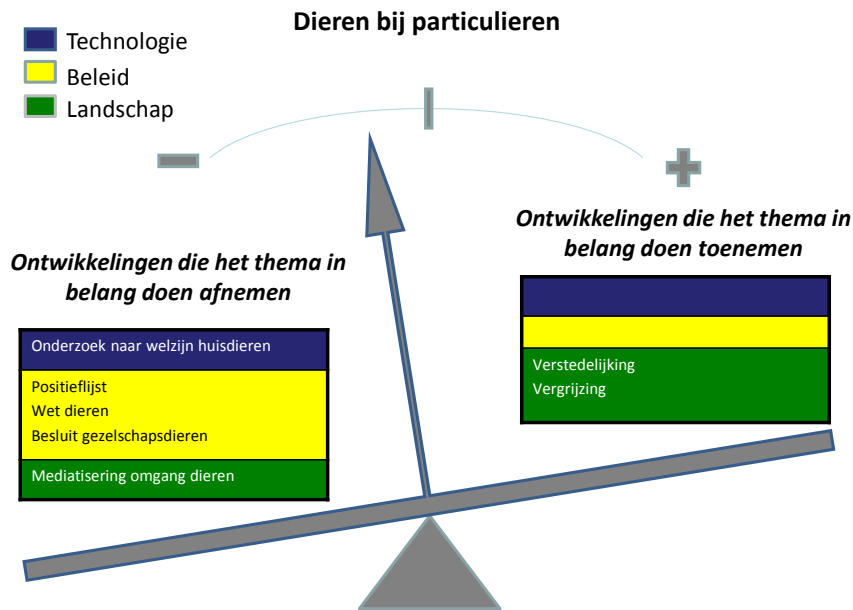 Dieren bij particulieren
Technologie
Beleid
Landschap
Ontwikkelingen die het thema in
belang doen afnemen
Onderzoek naar welzijn huisdieren
Positieflijst
Wet dieren
Besluit gezelschapsdieren
Mediatisering omgang dieren
Ontwikkelingen die het thema in
belang doen toenemen
Verstedelijking
Vergrijzing